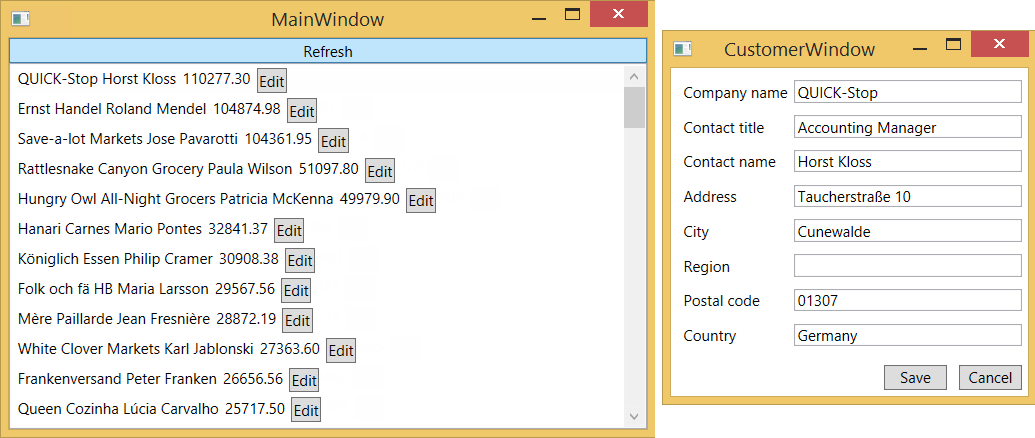 MainWindow
Refresh
QUICK-Stop Horst Kloss 110277.30 Edit
Ernst Handel Roland Mendel 104874.98 Edit
Save-a-lot Markets Jose Pavarotti 104361.95 Edit
Rattlesnake Canyon Grocery Paula Wilson 51097.80 Edit
Hungry Owl All-Night Grocers Patricia McKenna 49979.90 Edit
Hanari Carnes Mario Pontes 32841.37 Edit
Königlich Essen Philip Cramer 30908.38 Edit
Folk och fä HB Maria Larsson 29567.56 Edit
Mère Paillarde Jean Fresnière 28872.19 Edit
White Clover Markets Karl Jablonski 27363.60 Edit
Frankenversand Peter Franken 26656.56 Edit
Queen Cozinha Lúcia Carvalho 25717.50 Edit
CustomerWindow
Company name QUICK-Stop
Contact title Accounting Manager
Contact name Horst Kloss
Address Taucherstraße 10
City Cunewalde
Region
Postal code 01307
Country Germany
Save Cancel